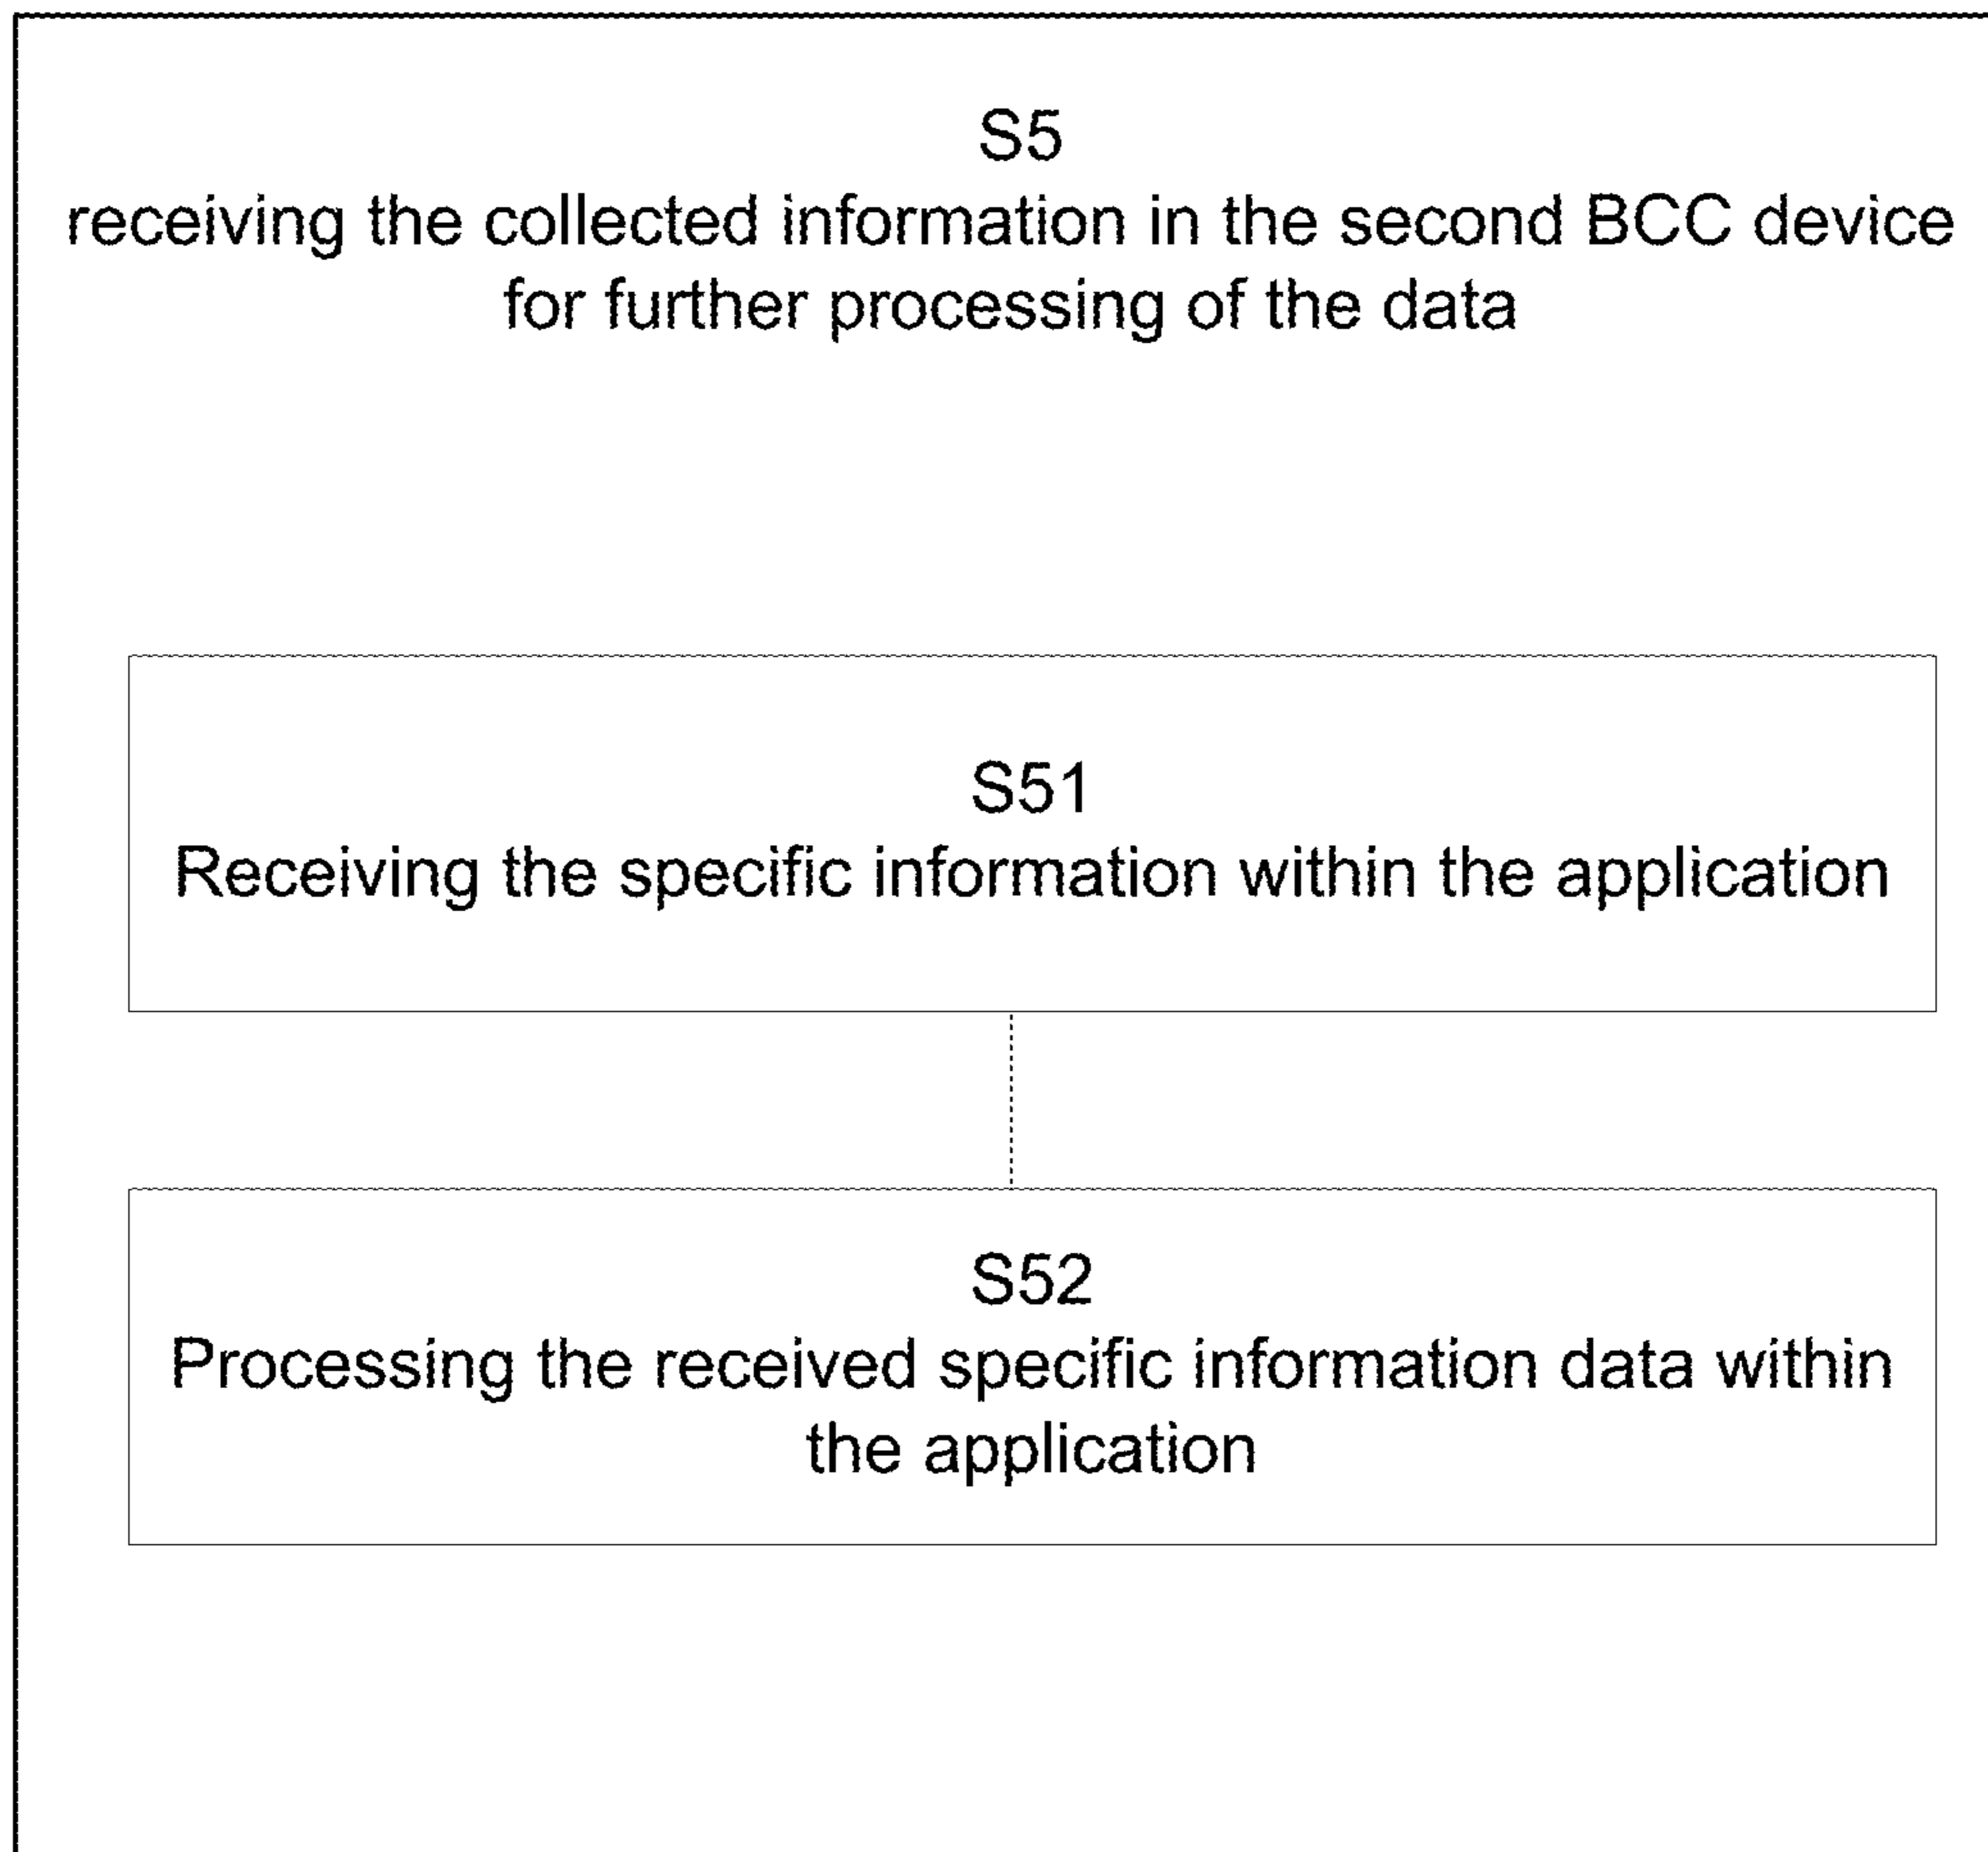 S5
receiving the collected information in the second BCC device
for further processing of the data
S51
Receiving the specific information within the application
S52
Processing the received specific information data within
the application